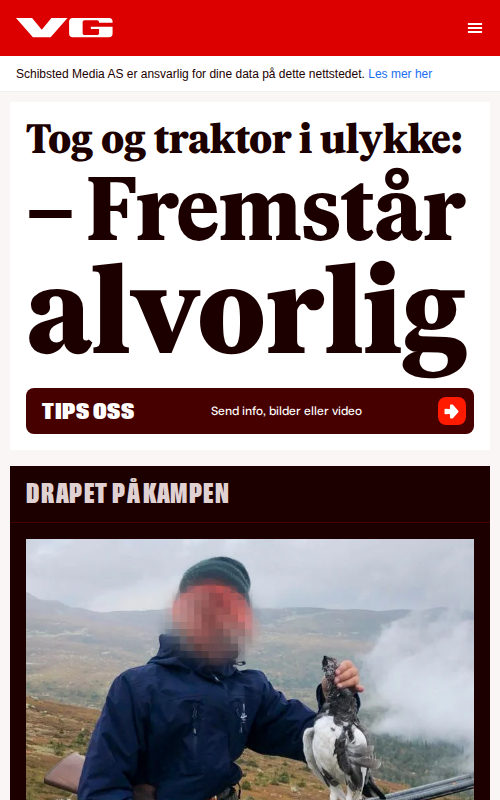 VG
Schibsted Media AS er ansvarlig for dine data på dette nettstedet. Les mer her
Tog og traktor i ulykke:
– Fremstår
alvorlig
TIPS OSS
Send info, bilder eller video
DRAPET PÅ KAMPEN